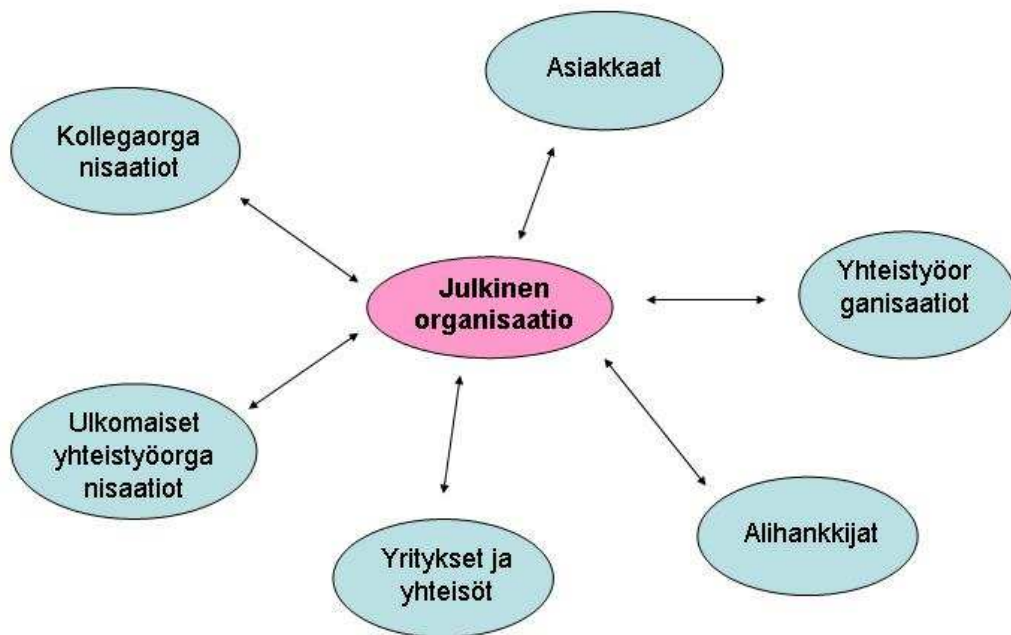 Asiakkaat
Kollegaorga
nisaatiot
Julkinen
organisaatio
Yhteistyöor
ganisaatiot
Ulkomaiset
yhteistyöorga
nisaatiot
Yritykset ja
yhteisöt
Alihankkijat